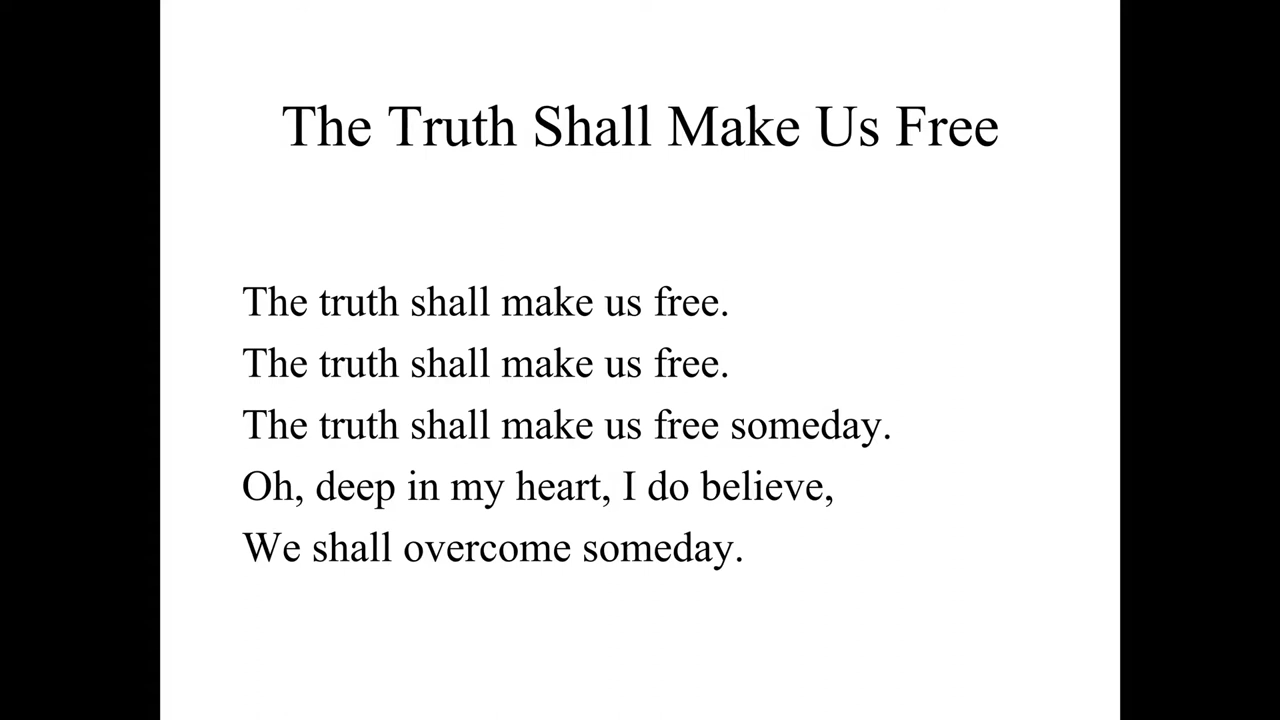 The Truth Shall Make Us Free
The truth shall make us free.
The truth shall make us free.
The truth shall make us free someday.
Oh, deep in my heart, I do believe,
We shall overcome someday.